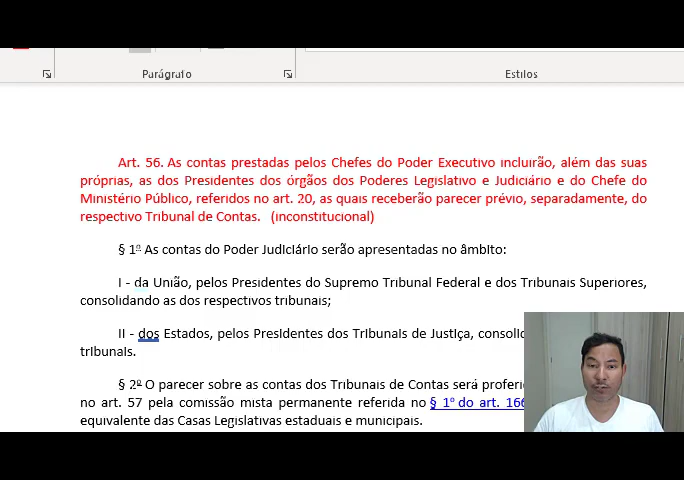 Parágrafo Estilos
Art. 56. As contas prestadas pelos Chefes do Poder Executivo incluirão, além das suas
próprias, as dos Presidentes dos órgãos dos Poderes Legislativo e Judiciário e do Chefe do
Ministério Público, referidos no art. 20, as quais receberão parecer prévio, separadamente, do
respectivo Tribunal de Contas. (inconstitucional)
§ 1º As contas do Poder Judiciário serão apresentadas no âmbito:
I - da União, pelos Presidentes do Supremo Tribunal Federal e dos Tribunais Superiores,
consolidando as dos respectivos tribunais;
II - dos Estados, pelos Presidentes dos Tribunais de Justiça,
tribunais.
§ 2º O parecer sobre as contas dos Tribunais de Contas será
no art. 57 pela comissão mista permanente referida no § 1º do art. 166
equivalente das Casas Legislativas estaduais e municipais.